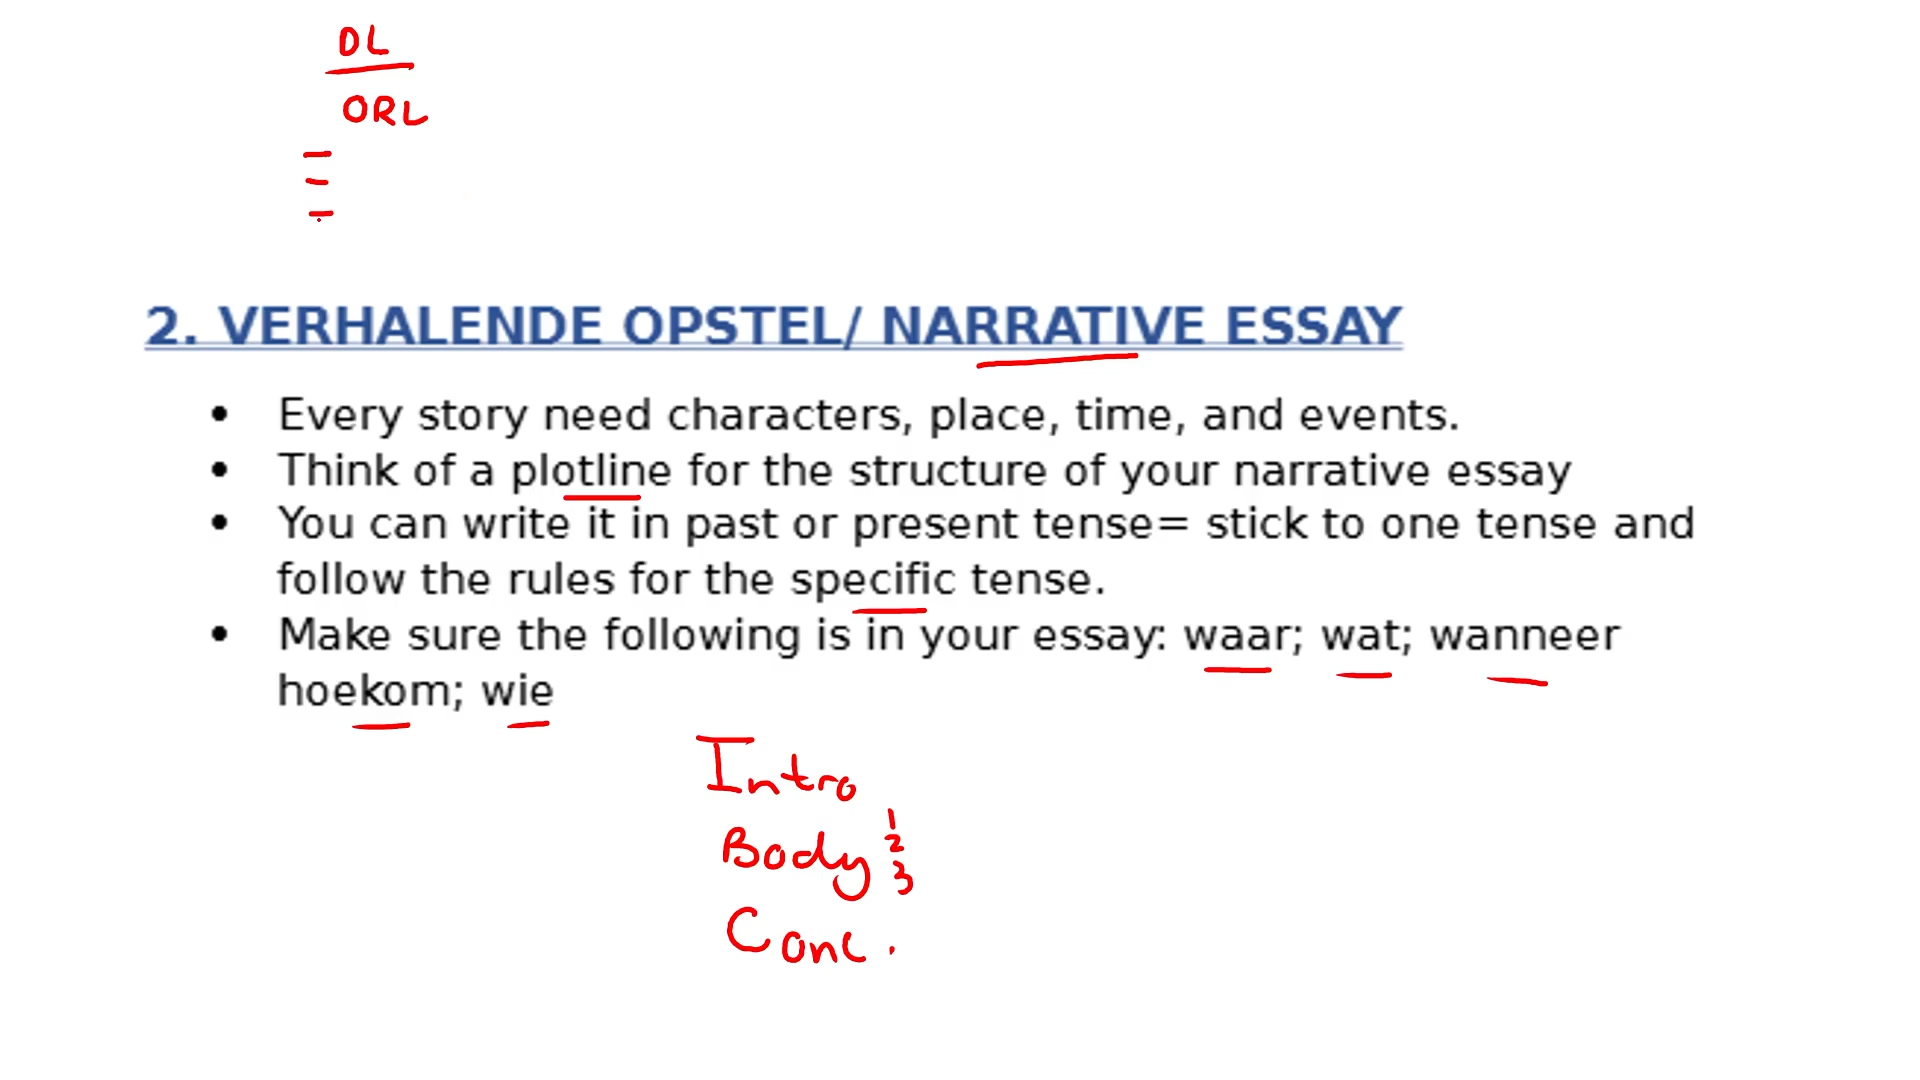 DL
ORL
2. VERHALENDE OPSTEL/ NARRATIVE ESSAY
• Every story need characters, place, time, and events.
• Think of a plotline for the structure of your narrative essay
• You can write it in past or present tense= stick to one tense and
follow the rules for the specific tense.
• Make sure the following is in your essay: waar; wat; wanneer
hoekom; wie
Intro
Body 1
2
3
Conc.